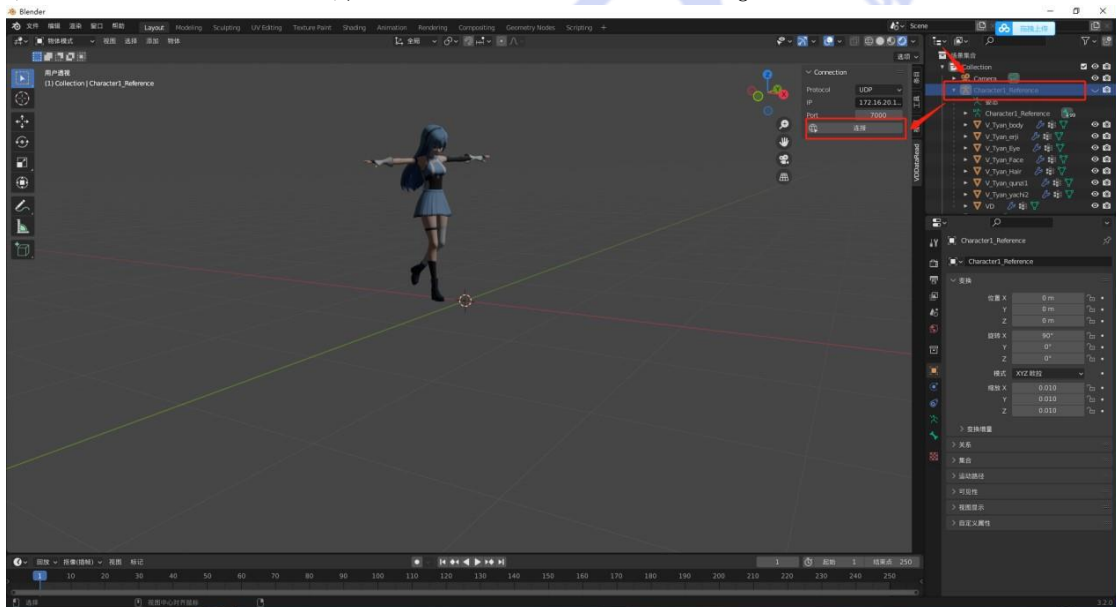 Blender
文件 编辑 渲染 窗口 帮助 Layout Modeling Sculpting UV Editing Texture Paint Shading Animation Rendering Compositing Geometry Nodes Scripting + Scene
物体模式 视图 选择 添加 物体 全局
选项
用户透视
(1) Collection | Character1_Reference
Connection
Protocol UDP
IP 172.16.20.1..
Port 7000
连接
VDDataRead
场景集合
Collection
Camera
Character1_Reference
姿态
Character1_Reference
V_Tyan_body
V_Tyan_erji
V_Tyan_Eye
V_Tyan_Face
V_Tyan_Hair
V_Tyan_qunzi1
V_Tyan_yachi2
VD
Character1_Reference
Character1_Reference
变换
位置 X 0 m
Y 0 m
Z 0 m
旋转 X 90°
Y 0°
Z 0°
模式 XYZ 欧拉
缩放 X 0.010
Y 0.010
Z 0.010
变换增量
关系
集合
运动路径
可见性
视图显示
自定义属性
回放 抠像(插帧) 视图 标记 1 起始 1 结束点 250
1 10 20 30 40 50 60 70 80 90 100 110 120 130 140 150 160 170 180 190 200 210 220 230 240 250
选择 视图中心对齐鼠标 3.2.0